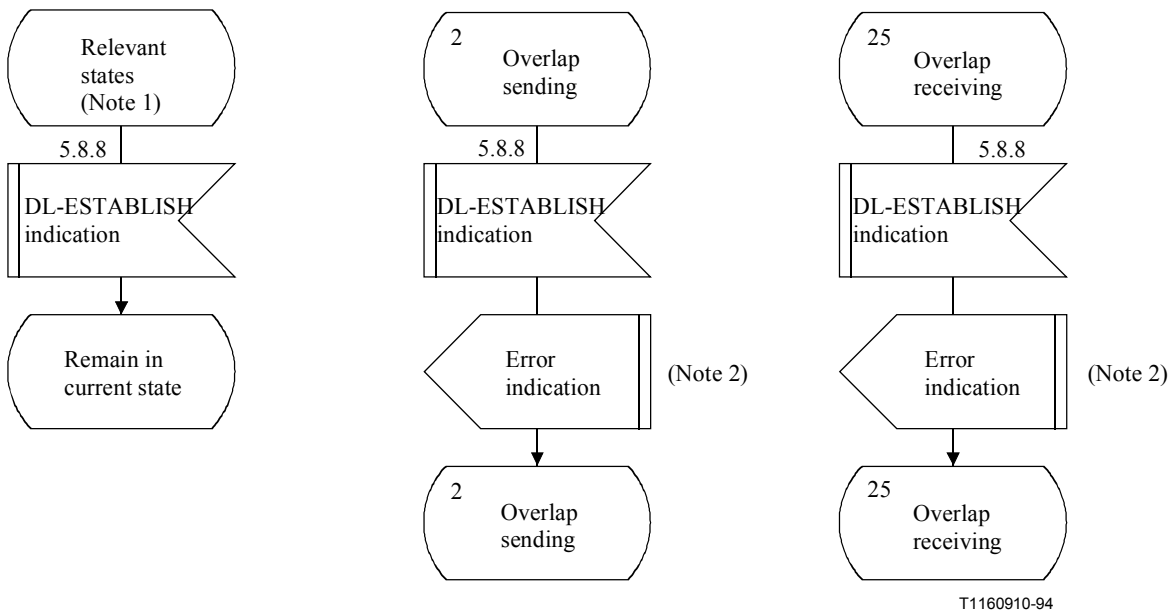 Relevant
states
(Note 1)
5.8.8
DL-ESTABLISH
indication
Remain in
current state
2
Overlap
sending
5.8.8
DL-ESTABLISH
indication
Error
indication
(Note 2)
2
Overlap
sending
25
Overlap
receiving
5.8.8
DL-ESTABLISH
indication
Error
indication
(Note 2)
25
Overlap
receiving
T1160910-94